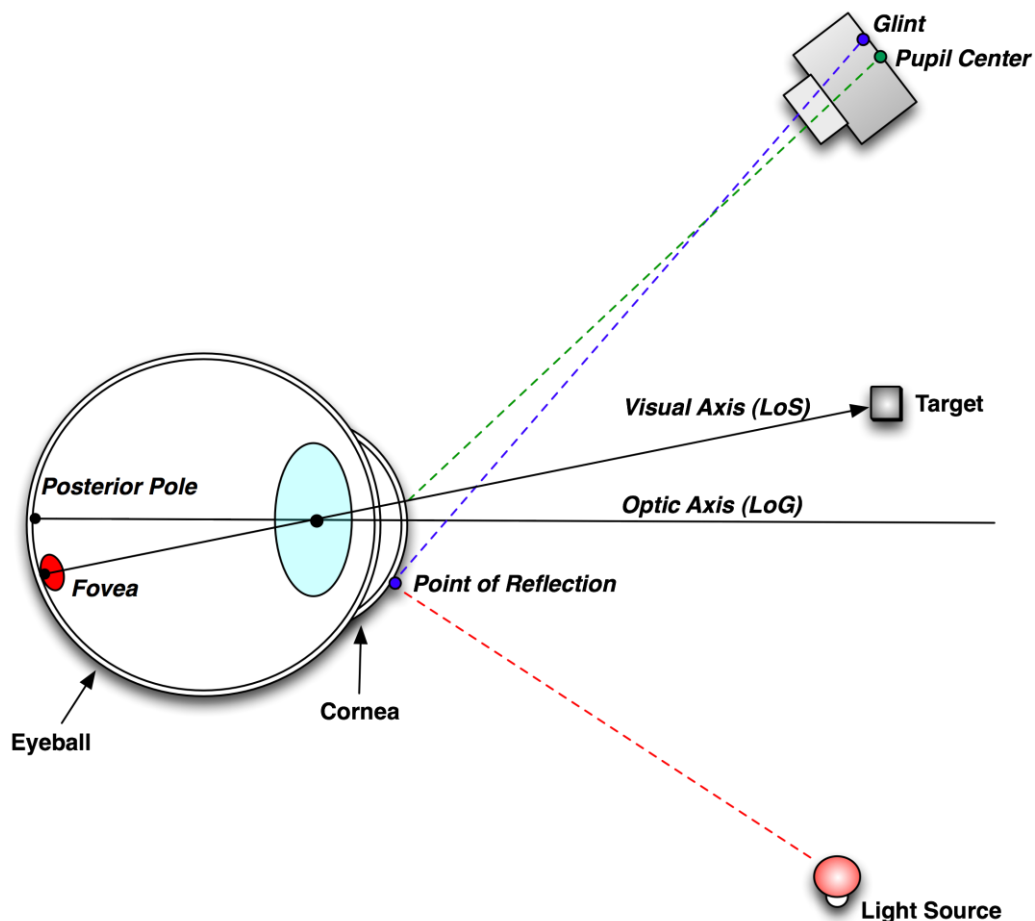 Glint
Pupil Center
Visual Axis (LoS)
Target
Posterior Pole
Optic Axis (LoG)
Fovea
Point of Reflection
Cornea
Eyeball
Light Source